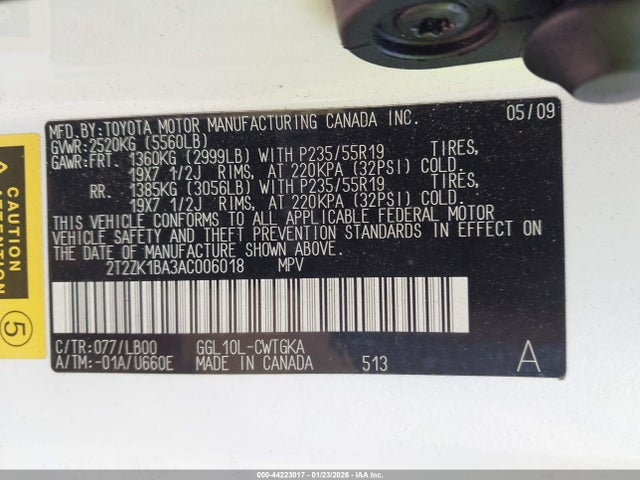 MFD.BY:TOYOTA MOTOR MANUFACTURING CANADA INC. 05/09
GVWR:2520KG (5560LB)
GAWR:FRT. 1360KG (2999LB) WITH P235/55R19 TIRES,
19X7 1/2J RIMS, AT 220KPA (32PSI) COLD.
RR. 1385KG (3056LB) WITH P235/55R19 TIRES,
19X7 1/2J RIMS, AT 220KPA (32PSI) COLD.
THIS VEHICLE CONFORMS TO ALL APPLICABLE FEDERAL MOTOR
VEHICLE SAFETY AND THEFT PREVENTION STANDARDS IN EFFECT ON
THE DATE OF MANUFACTURE SHOWN ABOVE.
2T2ZK1BA3AC006018 MPV
C/TR:077/LB00 GGL10L-CWTGKA
A/TM:-01A/U660E MADE IN CANADA 513 A
CAUTION
ATTENTION
5
000-44223017 - 01/23/2026 - IAA Inc.